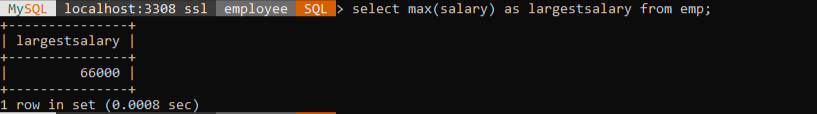 MySQL localhost:3308 ssl employee SQL > select max(salary) as largestsalary from emp;
+---------------+
| largestsalary |
+---------------+
|         66000 |
+---------------+
1 row in set (0.0008 sec)